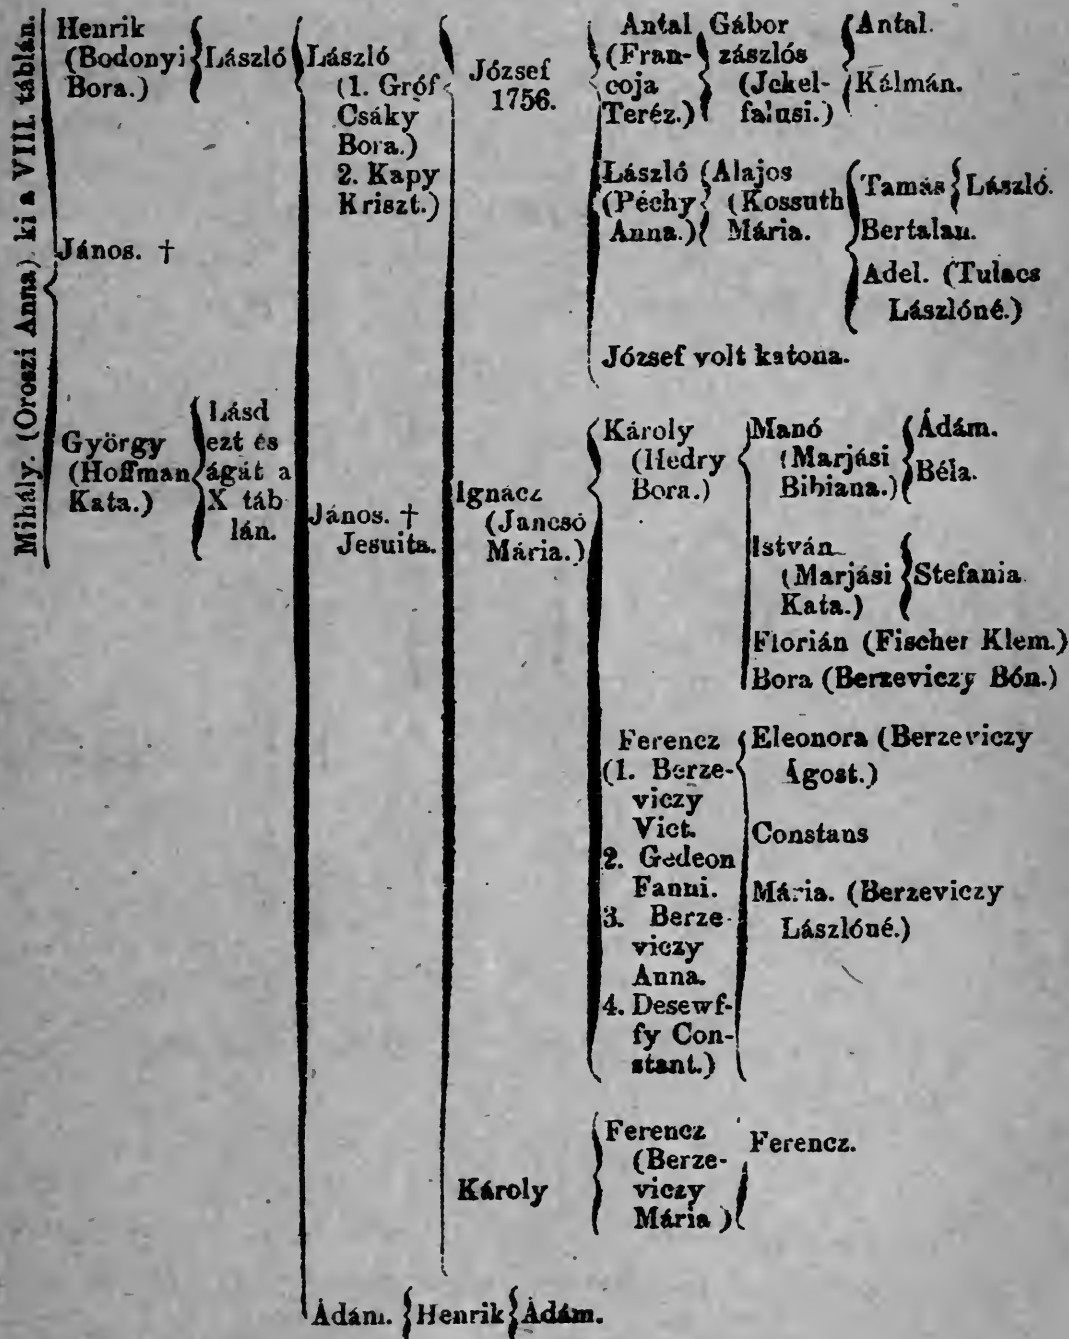 Mihály. (Oroszi Anna) ki a VIII. táblán.
Henrik
(Bodonyi
Bora.)
János. †
György
(Hoffman
Kata.)
László
Lásd
ezt és
ágát a
X táb
lán.
László
(1. Gróf
Csáky
Bora.)
2. Kapy
Kriszt.)
János. †
Jesuita.
Ádám.
Henrik
Ádám.
József
1756.
Ignácz
(Jancsó
Mária.)
Károly
Antal
(Fran-
coja
Teréz.)
László
(Péchy
Anna.)
József volt katona.
Gábor
zászlós
(Jekel-
falusi.)
Antal.
Kálmán.
Alajos
(Kossuth
Mária.
Tamás
László.
Bertalan.
Adel. (Tulacs
Lászlóné.)
Károly
(Hedry
Bora.)
Manó
(Marjási
Bibiana.)
Ádám.
Béla.
István
(Marjási
Kata.)
Stefania
Florián (Fischer Klem.)
Bora (Berzeviczy Bón.)
Ferencz
(1. Berze-
viczy
Vict.
2. Gedeon
Fanni.
3. Berze-
viczy
Anna.
4. Desewf-
fy Con-
stant.)
Eleonora (Berzeviczy
Ágost.)
Constans
Mária. (Berzeviczy
Lászlóné.)
Ferencz
(Berze-
viczy
Mária )
Ferencz.